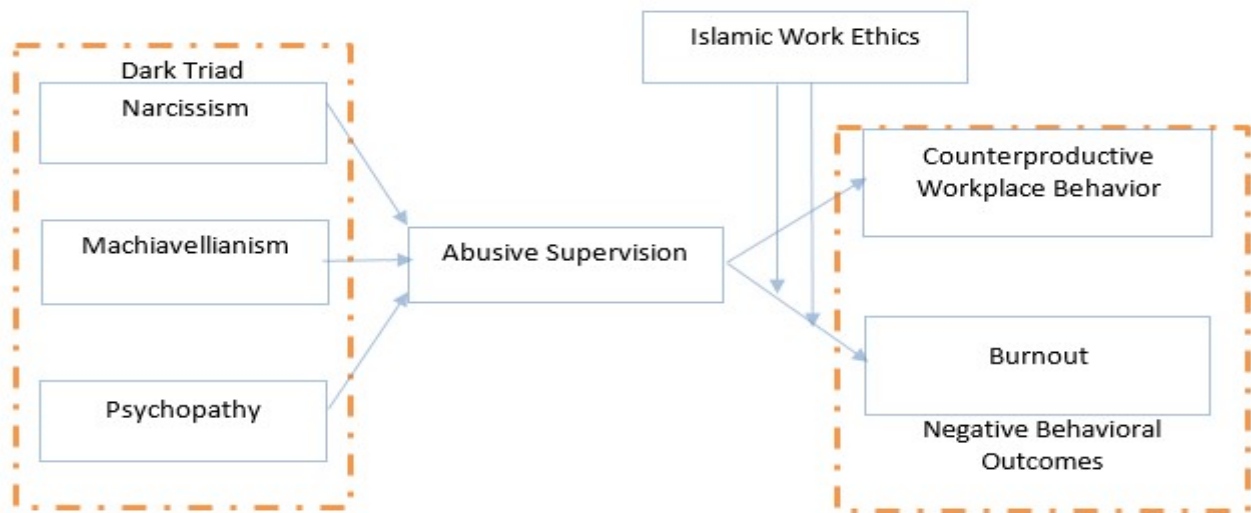 Dark Triad
Narcissism
Machiavellianism
Psychopathy
Abusive Supervision
Islamic Work Ethics
Counterproductive
Workplace Behavior
Burnout
Negative Behavioral
Outcomes